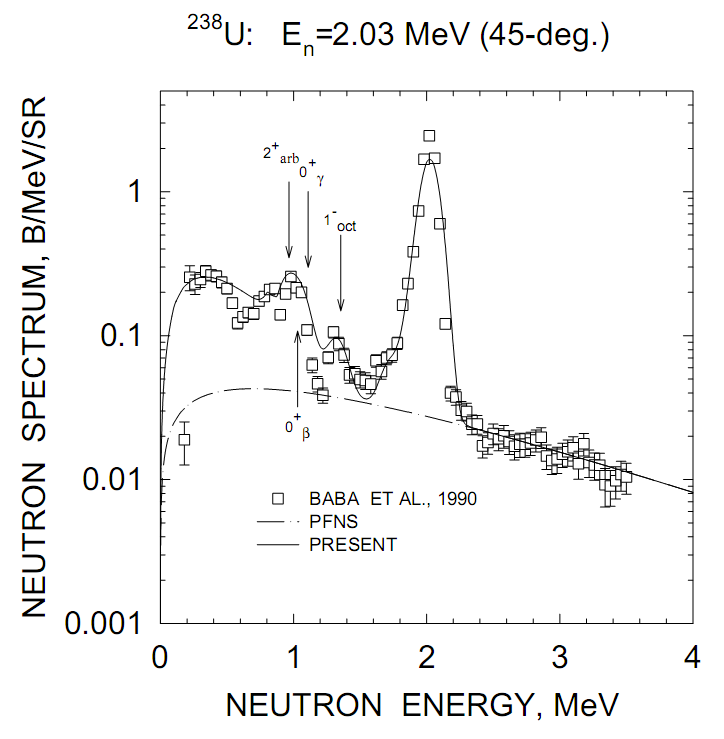 ²³⁸U: Eₙ=2.03 MeV (45-deg.)
NEUTRON SPECTRUM, B/MeV/SR
1
0.1
0.01
0.001
2⁺arb 0⁺γ
1⁻oct
0⁺β
BABA ET AL., 1990
PFNS
PRESENT
0 1 2 3 4
NEUTRON ENERGY, MeV